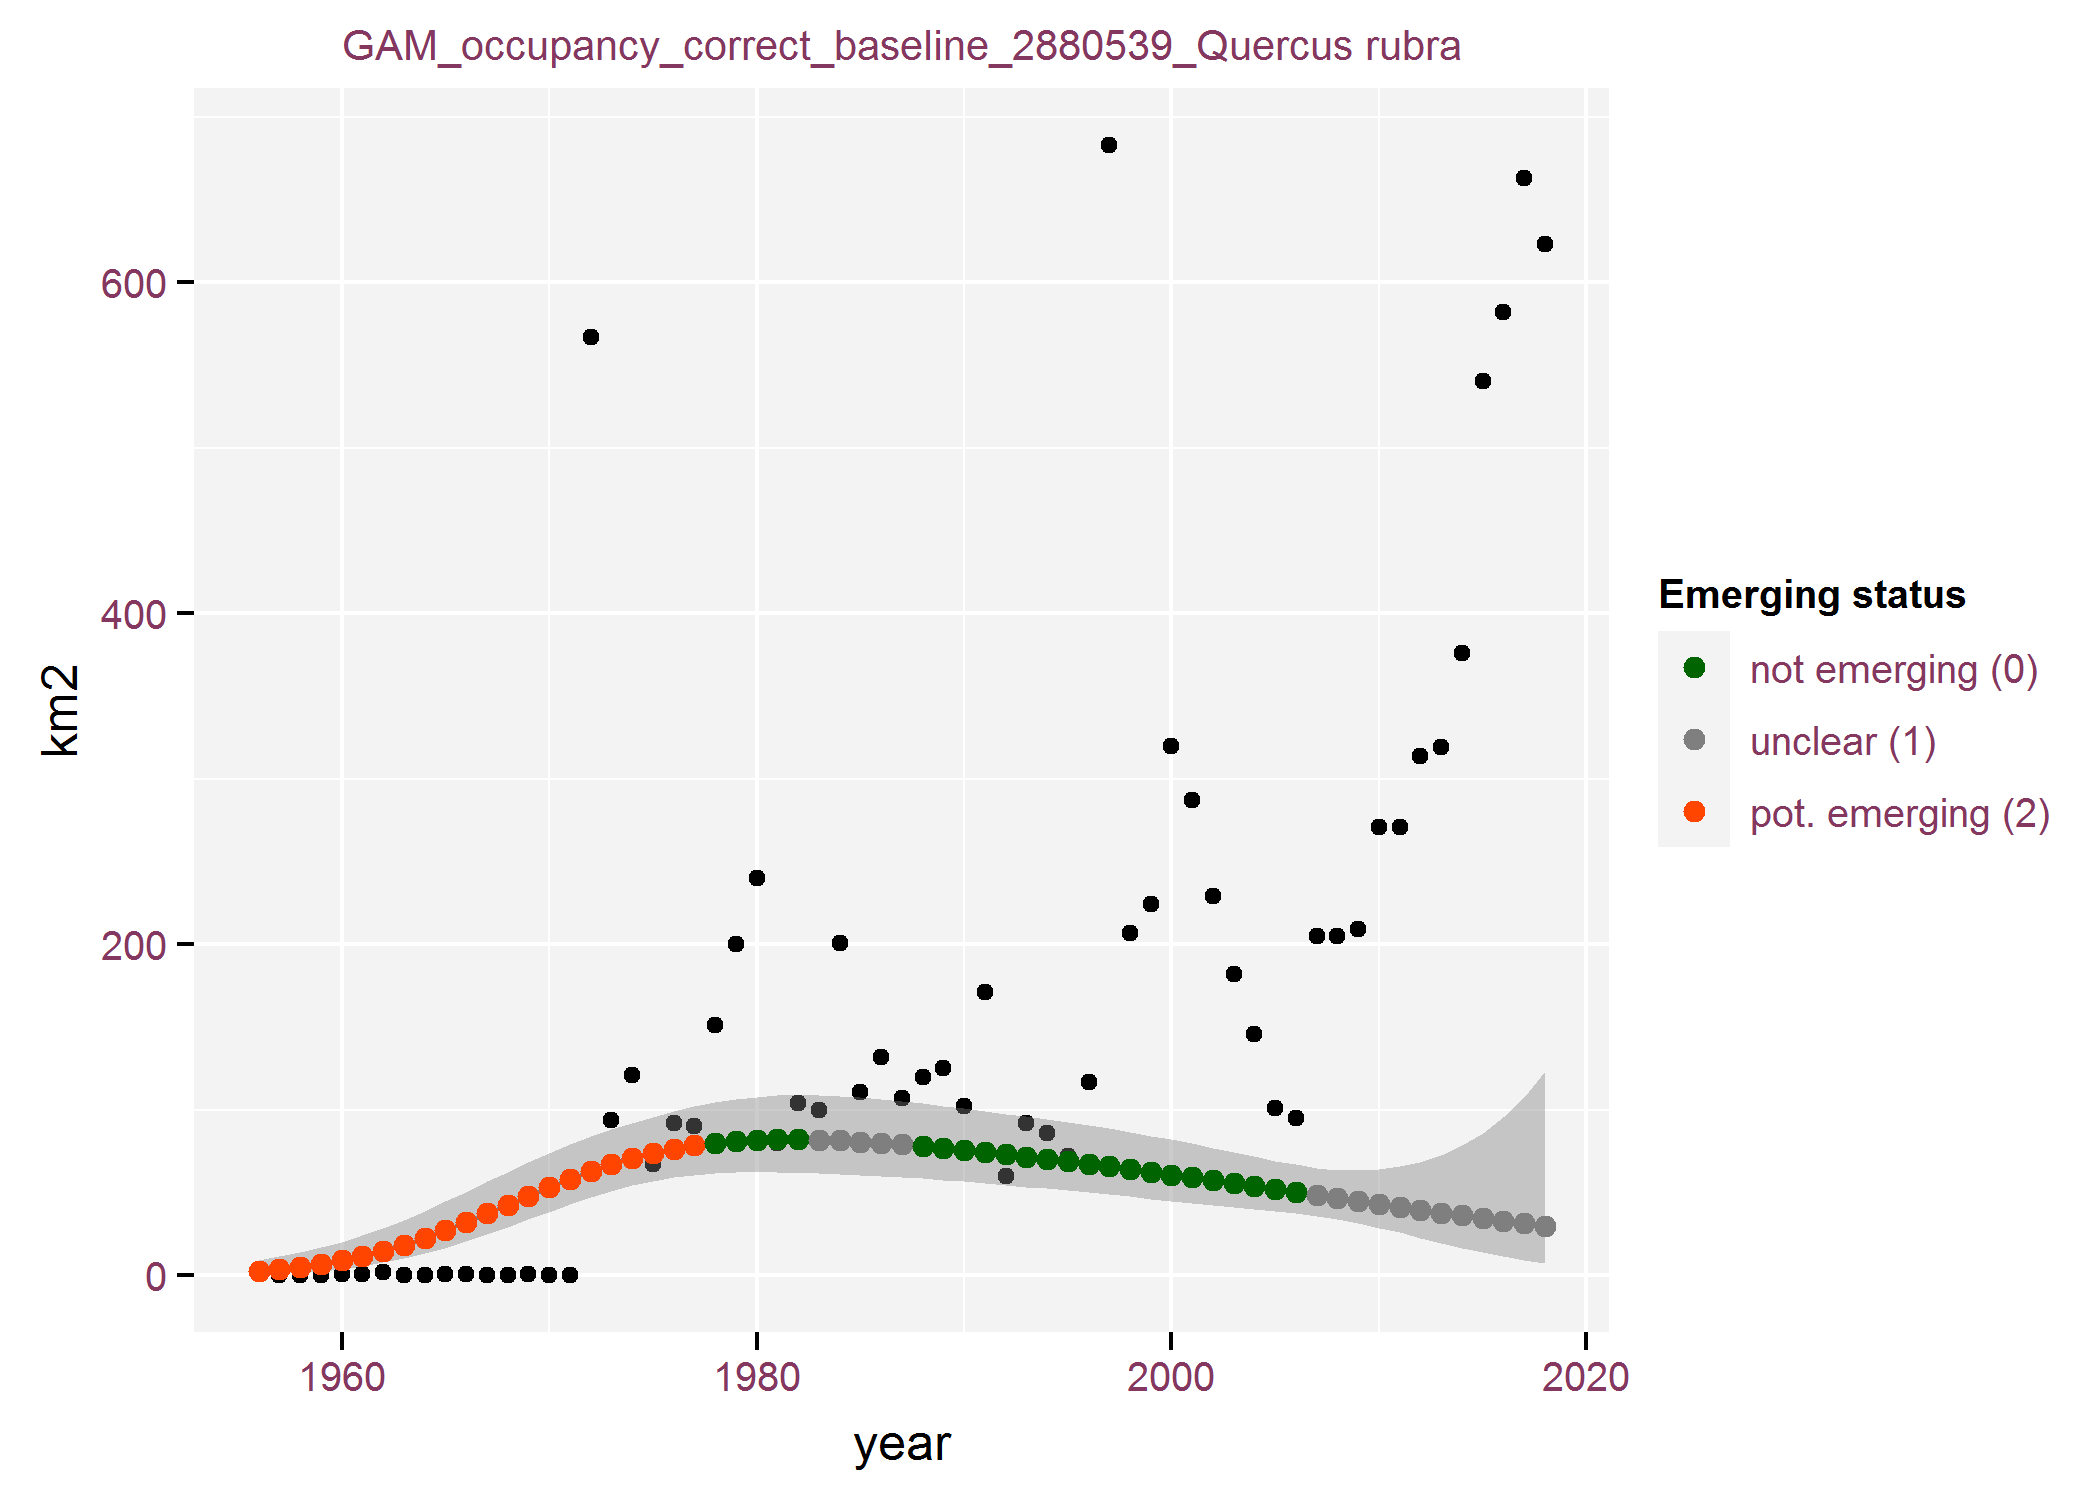 GAM_occupancy_correct_baseline_2880539_Quercus rubra
600
400
200
0
km2
1960 1980 2000 2020
year
Emerging status
not emerging (0)
unclear (1)
pot. emerging (2)